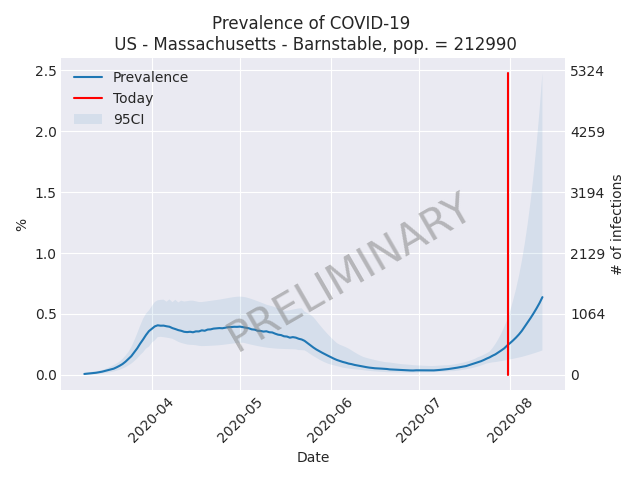 Prevalence of COVID-19
US - Massachusetts - Barnstable, pop. = 212990
Prevalence
Today
95CI
PRELIMINARY
2.5
2.0
1.5
1.0
0.5
0.0
%
5324
4259
3194
2129
1064
0
# of infections
2020-04
2020-05
2020-06
2020-07
2020-08
Date